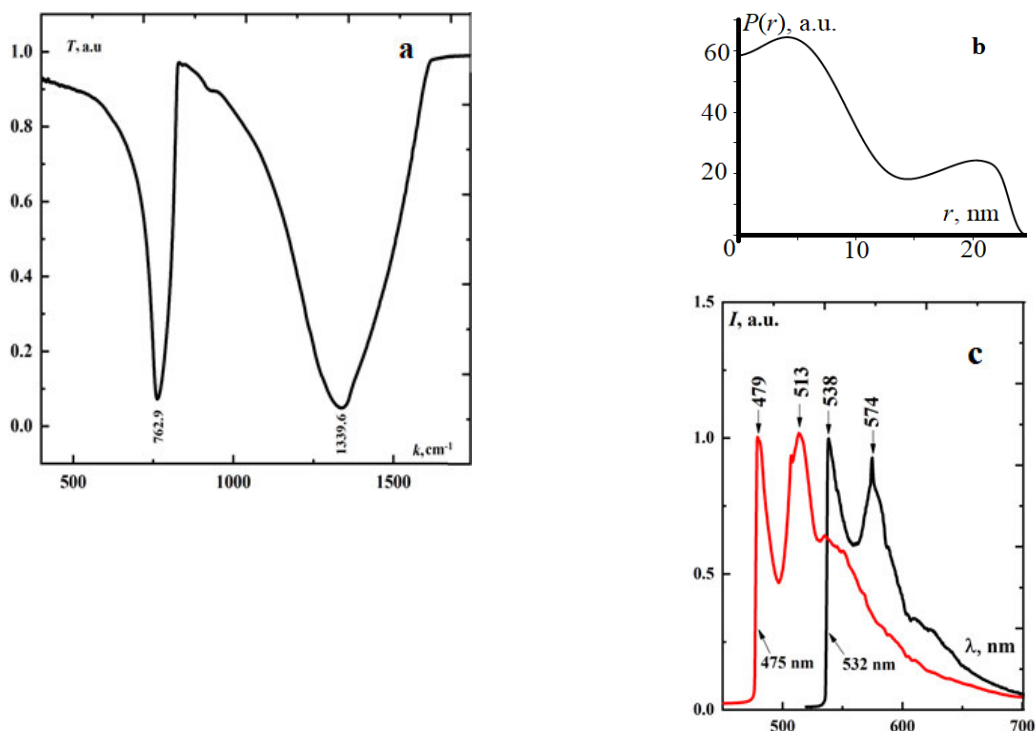 T, a.u
a
1.0
0.8
0.6
0.4
0.2
0.0
762.9
1339.6
k, cm⁻¹
500
1000
1500
P(r), a.u.
b
60
40
20
r, nm
0
10
20
1.5
I, a.u.
c
479
513
538
574
1.0
0.5
λ, nm
475 nm
532 nm
0.0
500
600
700